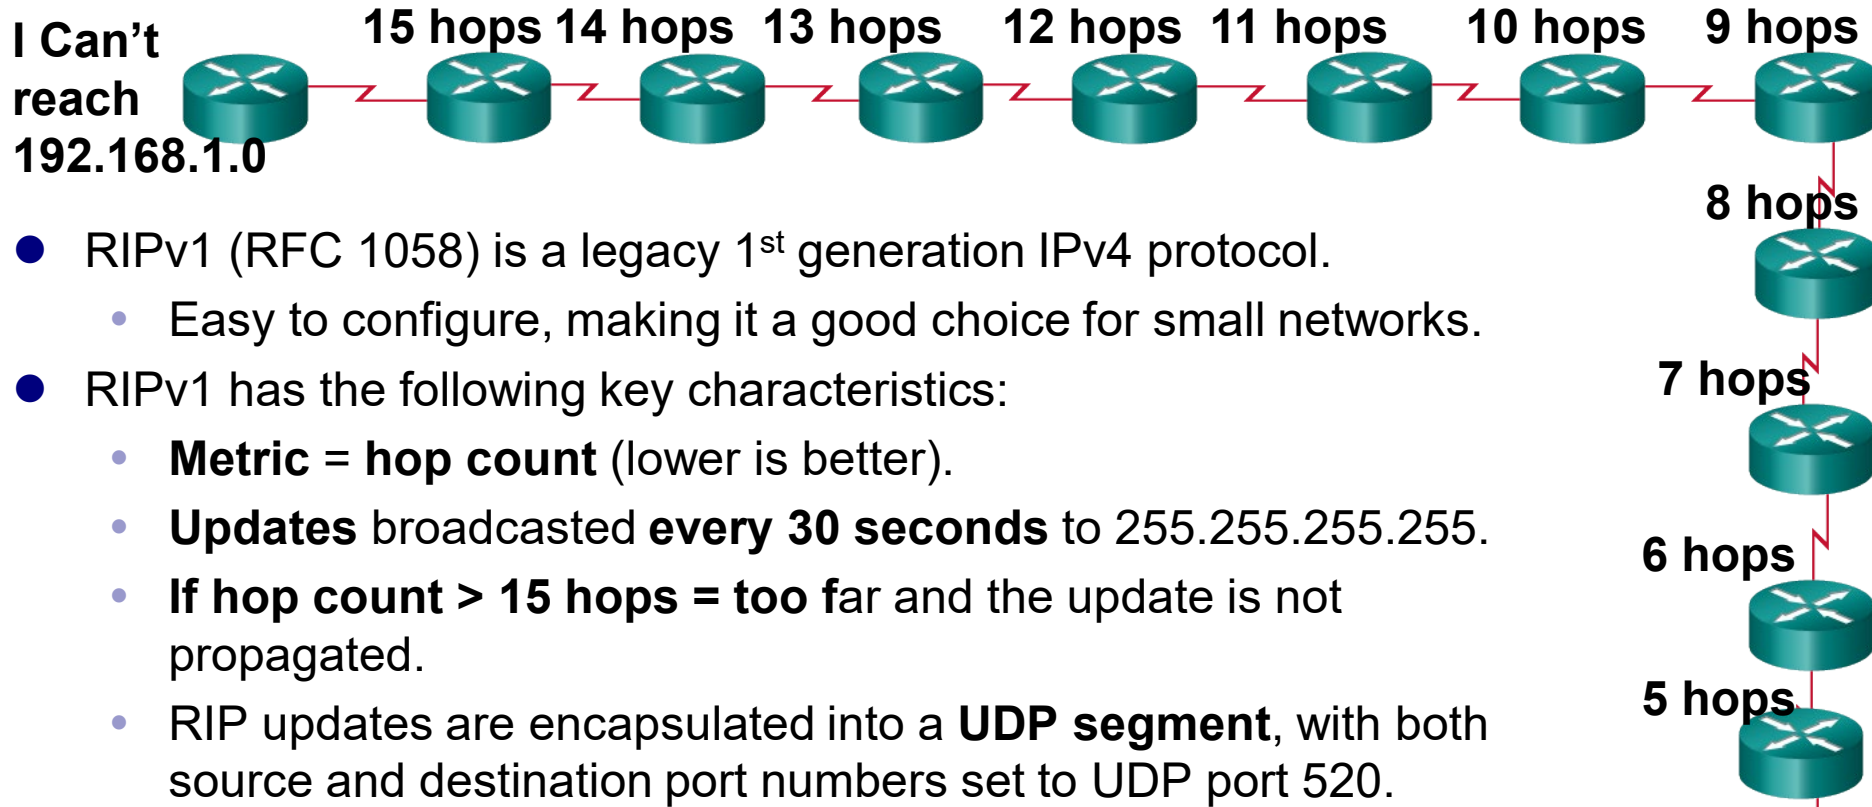 I Can’t
reach
192.168.1.0
15 hops 14 hops 13 hops 12 hops 11 hops 10 hops 9 hops
8 hops
● RIPv1 (RFC 1058) is a legacy 1st generation IPv4 protocol.
• Easy to configure, making it a good choice for small networks.
7 hops
● RIPv1 has the following key characteristics:
• Metric = hop count (lower is better).
• Updates broadcasted every 30 seconds to 255.255.255.255.
6 hops
• If hop count > 15 hops = too far and the update is not
propagated.
5 hops
• RIP updates are encapsulated into a UDP segment, with both
source and destination port numbers set to UDP port 520.